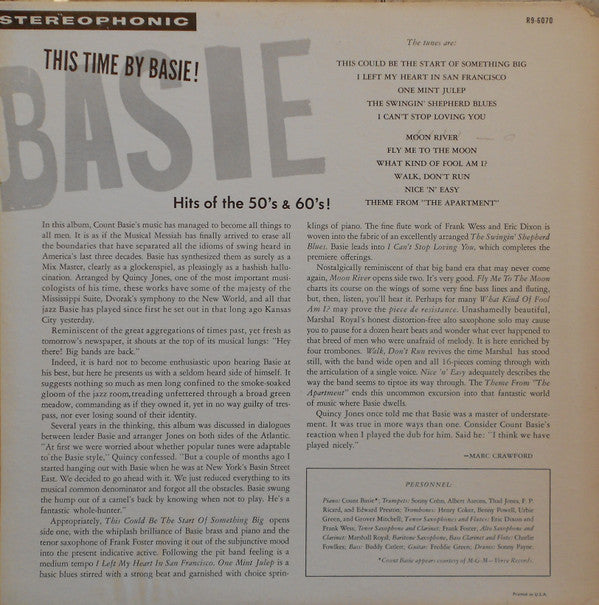 STEREOPHONIC
R9-6070
THIS TIME BY BASIE!
BASIE
Hits of the 50's & 60's!
The tunes are:
THIS COULD BE THE START OF SOMETHING BIG
I LEFT MY HEART IN SAN FRANCISCO
ONE MINT JULEP
THE SWINGIN' SHEPHERD BLUES
I CAN'T STOP LOVING YOU
MOON RIVER
FLY ME TO THE MOON
WHAT KIND OF FOOL AM I?
WALK, DON'T RUN
NICE 'N' EASY
THEME FROM "THE APARTMENT"
In this album, Count Basie's music has managed to become all things to
all men. It is as if the Musical Messiah has finally arrived to erase all
the boundaries that have separated all the idioms of swing heard in
America's last three decades. Basie has synthesized them as surely as a
Mix Master, clearly as a glockenspiel, as pleasingly as a hashish hallu-
cination. Arranged by Quincy Jones, one of the most important musi-
cologists of his time, these works have some of the majesty of the
Mississippi Suite, Dvorak's symphony to the New World, and all that
jazz Basie has played since first he set out in that long ago Kansas
City yesterday.
Reminiscent of the great aggregations of times past, yet fresh as
tomorrow's newspaper, it shouts at the top of its musical lungs: "Hey
there! Big bands are back."
Indeed, it is hard not to become enthusiastic upon hearing Basie at
his best, but here he presents us with a seldom heard side of himself. It
suggests nothing so much as men long confined to the smoke-soaked
gloom of the jazz room,treading unfettered through a broad green
meadow, commanding as if they owned it, yet in no way guilty of tres-
pass, not ever losing sound of their identity.
Several years in the thinking, this album was discussed in dialogues
between leader Basie and arranger Jones on both sides of the Atlantic.
"At first we were worried about whether popular tunes were adaptable
to the Basie style," Quincy confessed. "But a couple of months ago I
started hanging out with Basie when he was at New York's Basin Street
East. We decided to go ahead with it. We just reduced everything to its
musical common denominator and forgot all the obstacles. Basie swung
the hump out of a camel's back by knowing when not to play. He's a
fantastic whole-hunter."
Appropriately, This Could Be The Start Of Something Big opens
side one, with the whiplash brilliance of Basie brass and on piano and the
tenor saxophone of Frank Foster moving it out of the subjunctive mood
into the present indicative active. Following the pit band feeling is a
medium tempo I Left My Heart In San Francisco. One Mint Julep is a
basic blues stirred with a strong beat and garnished with choice sprin-
klings of piano. The fine flute work of Frank Wess and Eric Dixon is
woven into the fabric of an excellently arranged The Swingin' Shepherd
Blues. Basie leads into I Can't Stop Loving You, which completes the
premiere offerings.
Nostalgically reminiscent of that big band era that may never come
again, Moon River opens side two. It's very good. Fly Me To The Moon
charts its course on the wings of some very fine bass lines and fluting,
but, then, listen, you'll hear it. Perhaps for many What Kind Of Fool
Am I? may prove the piece de resistance. Unashamedly beautiful,
Marshal Royal's honest distortion-free alto saxophone solo may cause
you to pause for a dozen heart beats and wonder what ever happened to
that breed of men who were unafraid of melody. It is here enriched by
four trombones. Walk, Don't Run revives the time Marshal has stood
still, with the band wide open and all 16-pieces coming through with
the articulation of a single voice. Nice 'n' Easy adequately describes the
way the band seems to tiptoe its way through. The Theme From "The
Apartment" ends this uncommon excursion into that fantastic world
of music where Basie dwells.
Quincy Jones once told me that Basie was a master of understate-
ment. It was true in more ways than one. Consider Count Basie's
reaction when I played the dub for him. Said he: "I think we have
played nicely."
—MARC CRAWFORD
PERSONNEL:
Piano: Count Basie*; Trumpets: Sonny Cohn, Albert Aarons, Thad Jones, F. P.
Ricard, and Edward Preston; Trombones: Henry Coker, Benny Powell, Urbie
Green, and Grover Mitchell; Tenor Saxophones and Flutes: Eric Dixon and
Frank Wess; Tenor Saxophone and Clarinet: Frank Foster; Alto Saxophone and
Clarinet: Marshall Royal; Baritone Saxophone, Bass Clarinet and Flute: Charlie
Fowlkes; Bass: Buddy Catlett; Guitar: Freddie Green; Drums: Sonny Payne.
*Count Basie appears courtesy of M-G-M—Verve Records.
Printed in U.S.A.